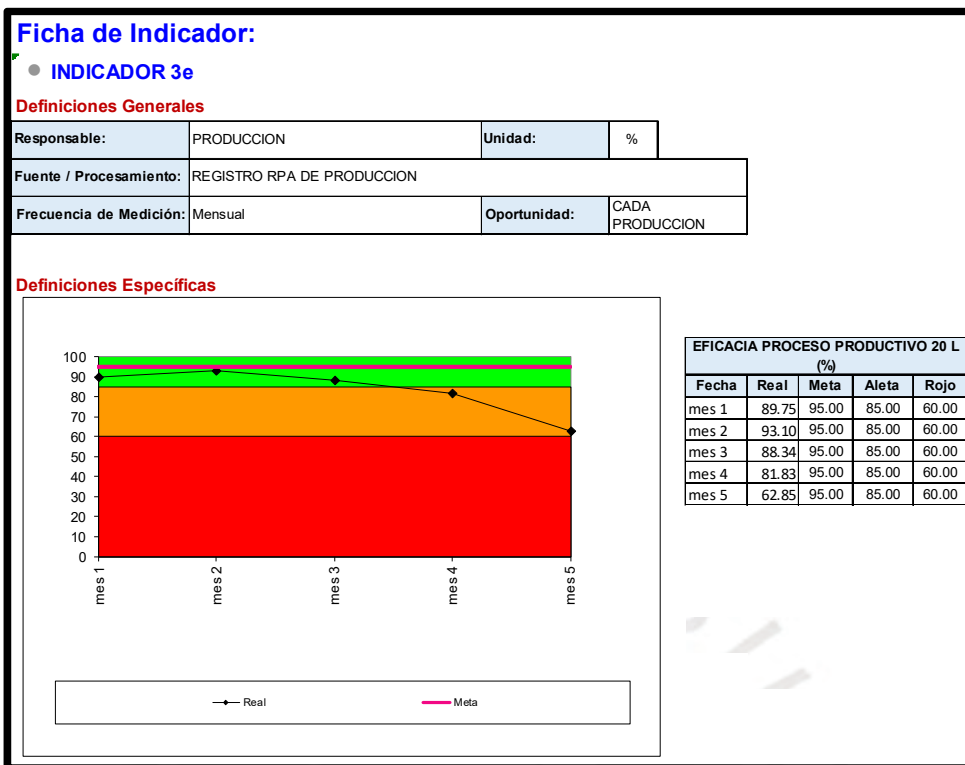 Ficha de Indicador:
INDICADOR 3e
Definiciones Generales
Responsable: PRODUCCION Unidad: %
Fuente / Procesamiento: REGISTRO RPA DE PRODUCCION
Frecuencia de Medición: Mensual Oportunidad: CADA
PRODUCCION
Definiciones Específicas
100
90
80
70
60
50
40
30
20
10
0
mes 1
mes 2
mes 3
mes 4
mes 5
Real Meta
EFICACIA PROCESO PRODUCTIVO 20 L
(%)
Fecha Real Meta Aleta Rojo
mes 1 89.75 95.00 85.00 60.00
mes 2 93.10 95.00 85.00 60.00
mes 3 88.34 95.00 85.00 60.00
mes 4 81.83 95.00 85.00 60.00
mes 5 62.85 95.00 85.00 60.00